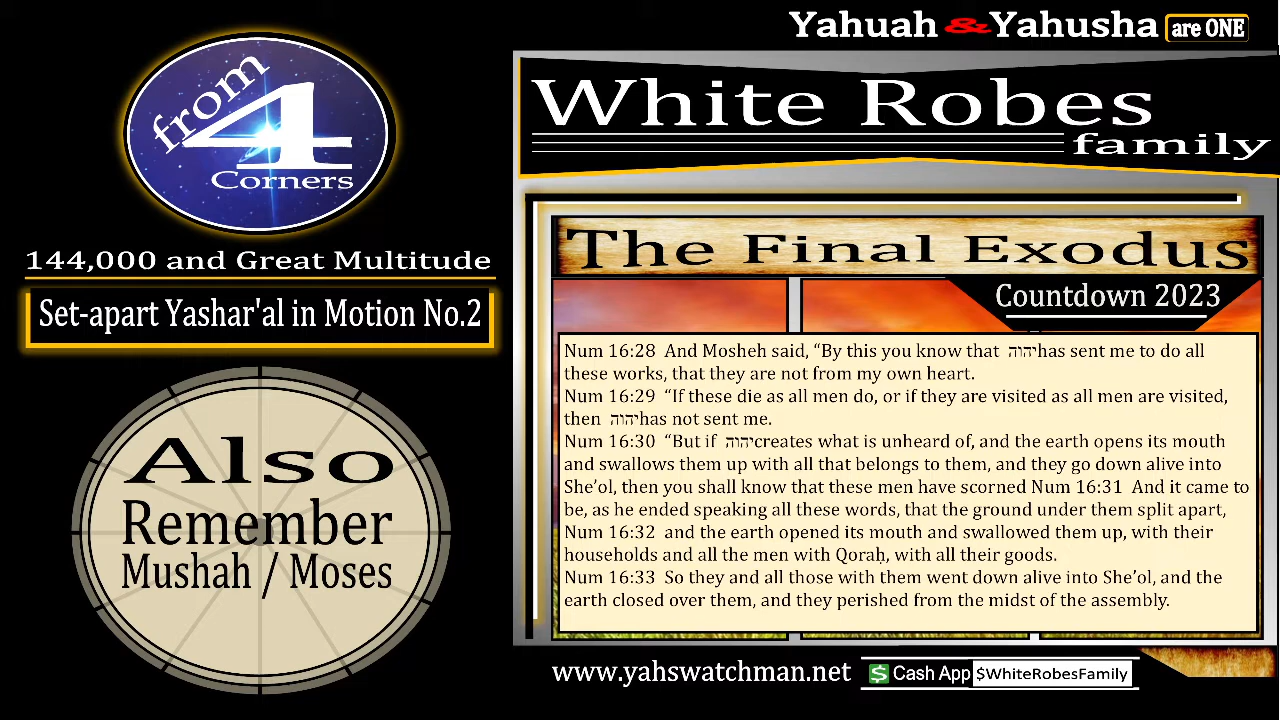 from
4
Corners
144,000 and Great Multitude
Set-apart Yashar'al in Motion No.2
Also
Remember
Mushah / Moses
Yahuah & Yahusha are ONE
White Robes
family
The Final Exodus
Countdown 2023
Num 16:28 And Mosheh said, “By this you know that יהוה has sent me to do all
these works, that they are not from my own heart.
Num 16:29 “If these die as all men do, or if they are visited as all men are visited,
then יהוה has not sent me.
Num 16:30 “But if יהוה creates what is unheard of, and the earth opens its mouth
and swallows them up with all that belongs to them, and they go down alive into
She’ol, then you shall know that these men have scorned Num 16:31 And it came to
be, as he ended speaking all these words, that the ground under them split apart,
Num 16:32 and the earth opened its mouth and swallowed them up, with their
households and all the men with Qoraḥ, with all their goods.
Num 16:33 So they and all those with them went down alive into She’ol, and the
earth closed over them, and they perished from the midst of the assembly.
www.yahswatchman.net $ Cash App $WhiteRobesFamily